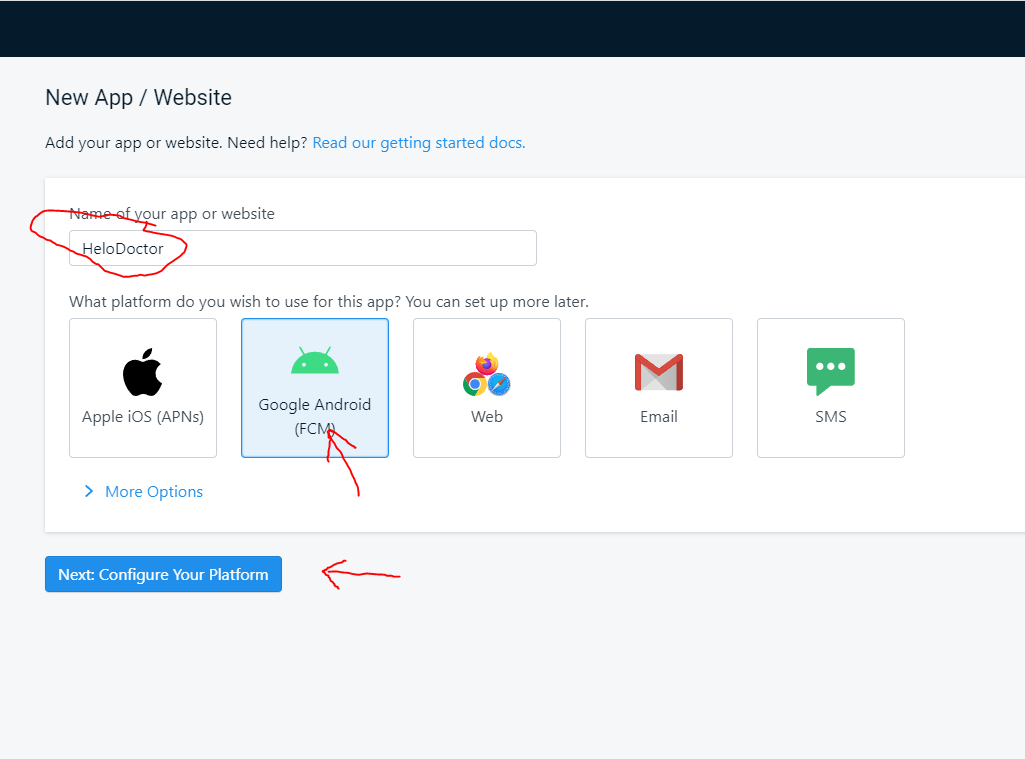 New App / Website
Add your app or website. Need help? Read our getting started docs.
Name of your app or website
HeloDoctor
What platform do you wish to use for this app? You can set up more later.
Apple iOS (APNs)
Google Android
(FCM)
Web
Email
SMS
More Options
Next: Configure Your Platform